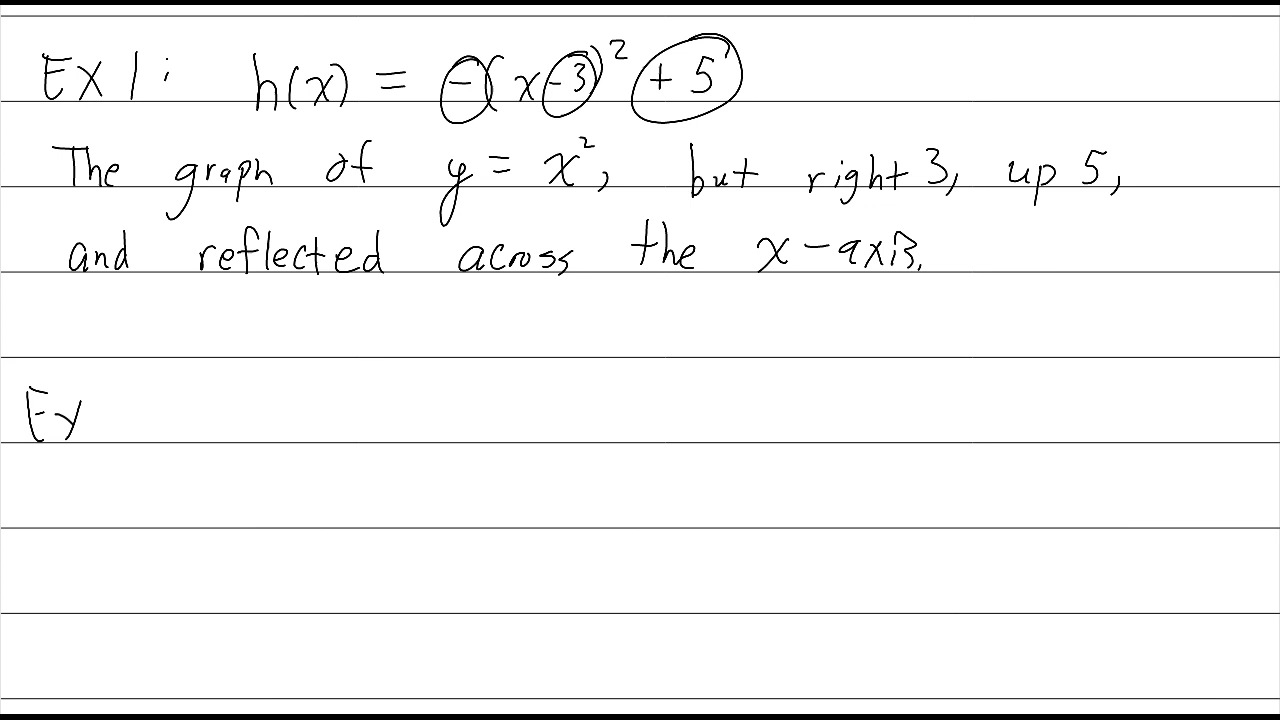 EX 1: h(x) = -(x-3)² + 5
The graph of y = x², but right 3, up 5,
and reflected across the x-axis.
Ex